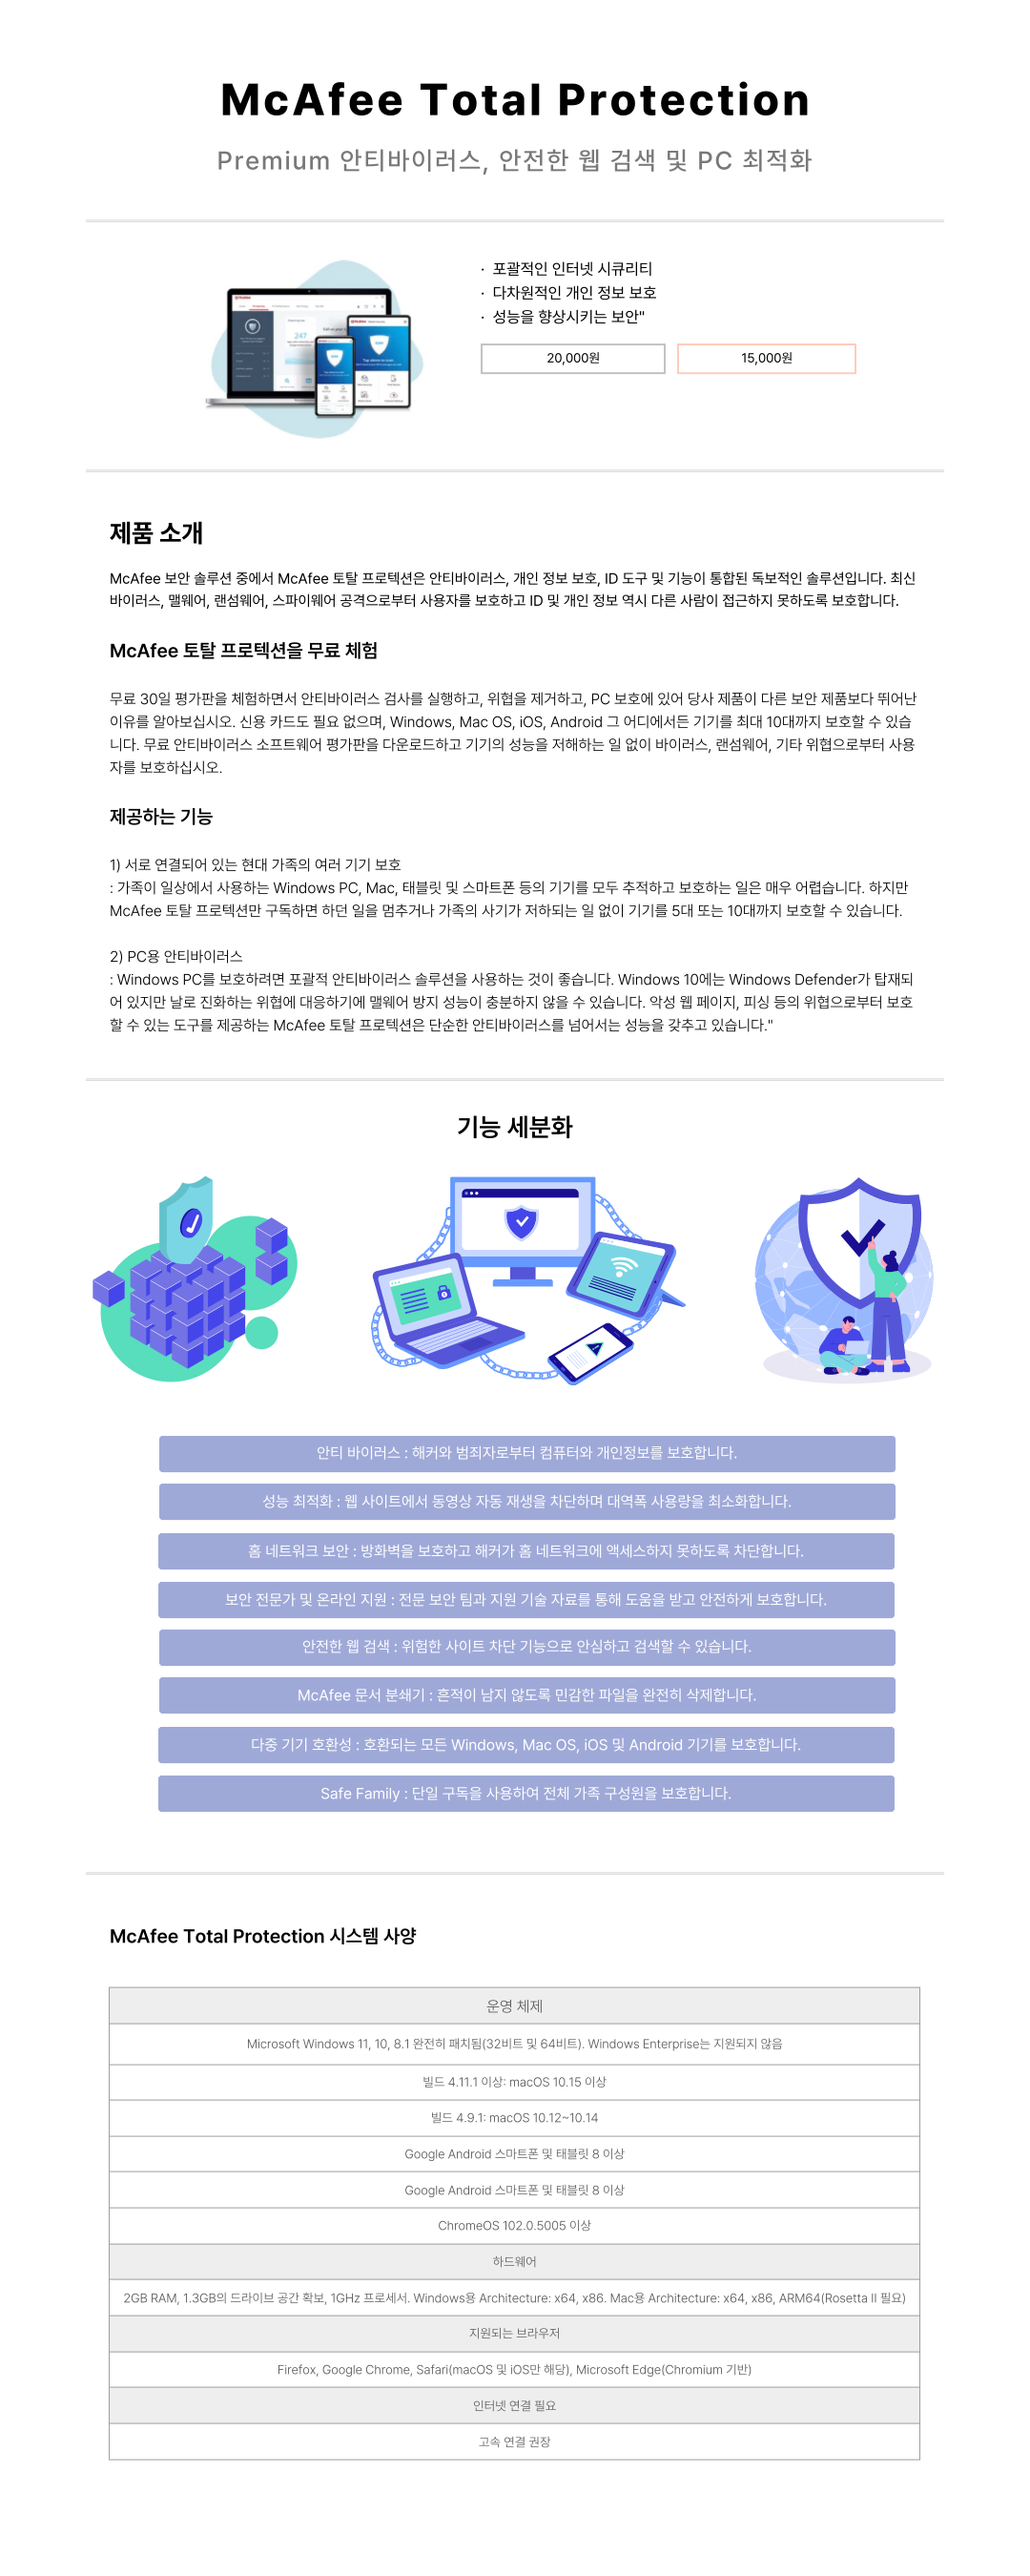 McAfee Total Protection
Premium 안티바이러스, 안전한 웹 검색 및 PC 최적화
· 포괄적인 인터넷 시큐리티
· 다차원적인 개인 정보 보호
· 성능을 향상시키는 보안"
20,000원
15,000원
247
제품 소개
McAfee 보안 솔루션 중에서 McAfee 토탈 프로텍션은 안티바이러스, 개인 정보 보호, ID 도구 및 기능이 통합된 독보적인 솔루션입니다. 최신
바이러스, 맬웨어, 랜섬웨어, 스파이웨어 공격으로부터 사용자를 보호하고 ID 및 개인 정보 역시 다른 사람이 접근하지 못하도록 보호합니다.
McAfee 토탈 프로텍션을 무료 체험
무료 30일 평가판을 체험하면서 안티바이러스 검사를 실행하고, 위협을 제거하고, PC 보호에 있어 당사 제품이 다른 보안 제품보다 뛰어난
이유를 알아보십시오. 신용 카드도 필요 없으며, Windows, Mac OS, iOS, Android 그 어디에서든 기기를 최대 10대까지 보호할 수 있습
니다. 무료 안티바이러스 소프트웨어 평가판을 다운로드하고 기기의 성능을 저해하는 일 없이 바이러스, 랜섬웨어, 기타 위협으로부터 사용
자를 보호하십시오.
제공하는 기능
1) 서로 연결되어 있는 현대 가족의 여러 기기 보호
: 가족이 일상에서 사용하는 Windows PC, Mac, 태블릿 및 스마트폰 등의 기기를 모두 추적하고 보호하는 일은 매우 어렵습니다. 하지만
McAfee 토탈 프로텍션만 구독하면 하던 일을 멈추거나 가족의 사기가 저하되는 일 없이 기기를 5대 또는 10대까지 보호할 수 있습니다.
2) PC용 안티바이러스
: Windows PC를 보호하려면 포괄적 안티바이러스 솔루션을 사용하는 것이 좋습니다. Windows 10에는 Windows Defender가 탑재되
어 있지만 날로 진화하는 위협에 대응하기에 맬웨어 방지 성능이 충분하지 않을 수 있습니다. 악성 웹 페이지, 피싱 등의 위협으로부터 보호
할 수 있는 도구를 제공하는 McAfee 토탈 프로텍션은 단순한 안티바이러스를 넘어서는 성능을 갖추고 있습니다."
기능 세분화
안티 바이러스 : 해커와 범죄자로부터 컴퓨터와 개인정보를 보호합니다.
성능 최적화 : 웹 사이트에서 동영상 자동 재생을 차단하며 대역폭 사용량을 최소화합니다.
홈 네트워크 보안 : 방화벽을 보호하고 해커가 홈 네트워크에 액세스하지 못하도록 차단합니다.
보안 전문가 및 온라인 지원 : 전문 보안 팀과 지원 기술 자료를 통해 도움을 받고 안전하게 보호합니다.
안전한 웹 검색 : 위험한 사이트 차단 기능으로 안심하고 검색할 수 있습니다.
McAfee 문서 분쇄기 : 흔적이 남지 않도록 민감한 파일을 완전히 삭제합니다.
다중 기기 호환성 : 호환되는 모든 Windows, Mac OS, iOS 및 Android 기기를 보호합니다.
Safe Family : 단일 구독을 사용하여 전체 가족 구성원을 보호합니다.
McAfee Total Protection 시스템 사양
운영 체제
Microsoft Windows 11, 10, 8.1 완전히 패치됨(32비트 및 64비트). Windows Enterprise는 지원되지 않음
빌드 4.11.1 이상: macOS 10.15 이상
빌드 4.9.1: macOS 10.12~10.14
Google Android 스마트폰 및 태블릿 8 이상
Google Android 스마트폰 및 태블릿 8 이상
ChromeOS 102.0.5005 이상
하드웨어
2GB RAM, 1.3GB의 드라이브 공간 확보, 1GHz 프로세서. Windows용 Architecture: x64, x86. Mac용 Architecture: x64, x86, ARM64(Rosetta II 필요)
지원되는 브라우저
Firefox, Google Chrome, Safari(macOS 및 iOS만 해당), Microsoft Edge(Chromium 기반)
인터넷 연결 필요
고속 연결 권장